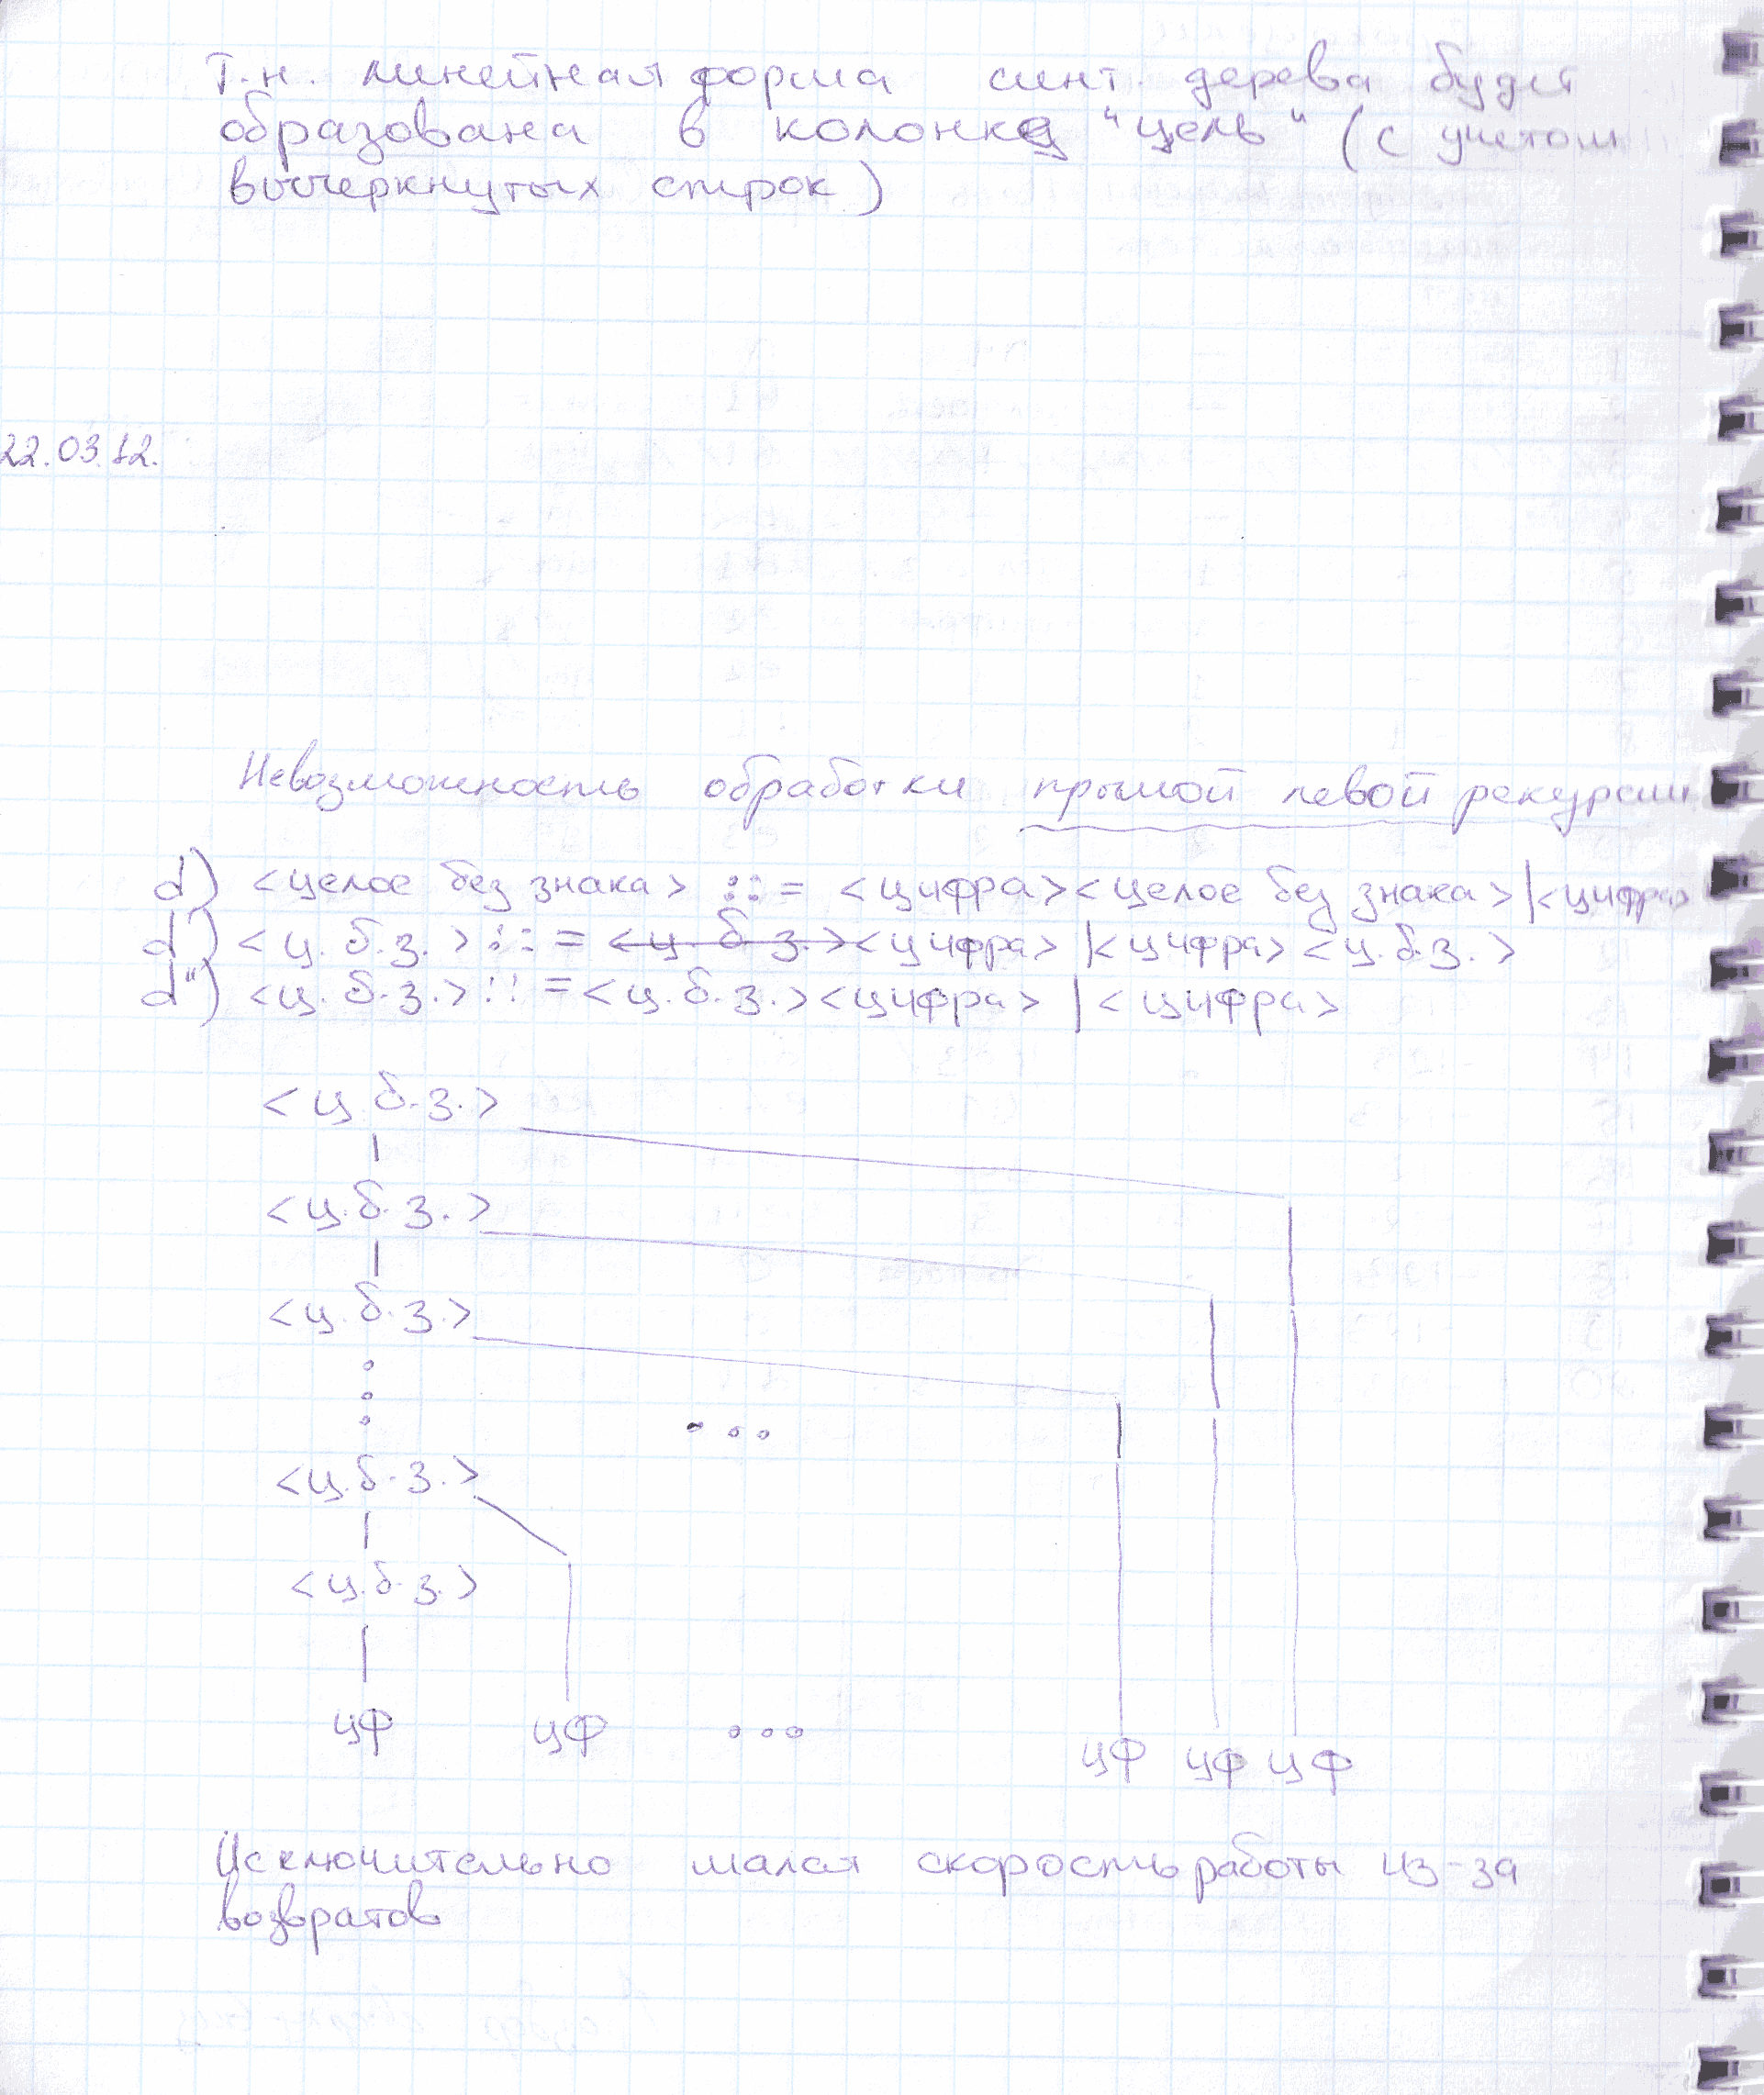 Т.н. линейная форма синт. дерева будет
образована в колонке "цель" (с учетом
вычеркнутых строк)
22.03.12.
Невозможность обработки прямой левой рекурсии
d) <целое без знака> ::= <цифра><целое без знака>|<цифра>
d') <ц.б.з.> ::= <ц.б.з.><цифра> |<цифра> <ц.б.з.>
d") <ц.б.з.> ::= <ц.б.з.><цифра> | <цифра>
<ц.б.з.>
<ц.б.з.>
<ц.б.з.>
...
<ц.б.з.>
<ц.б.з.>
цф цф ... цф цф цф
Исключительно малая скорость работы из-за
возвратов